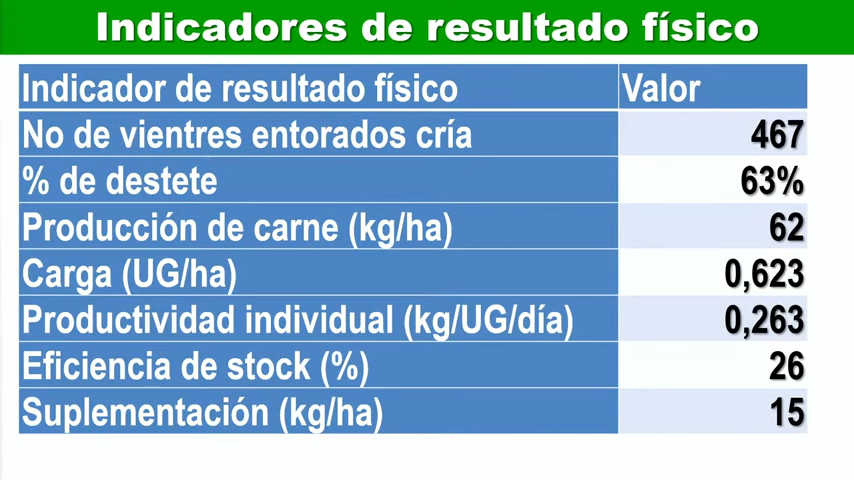 Indicadores de resultado físico
Indicador de resultado físico Valor
No de vientres entorados cría 467
% de destete 63%
Producción de carne (kg/ha) 62
Carga (UG/ha) 0,623
Productividad individual (kg/UG/día) 0,263
Eficiencia de stock (%) 26
Suplementación (kg/ha) 15